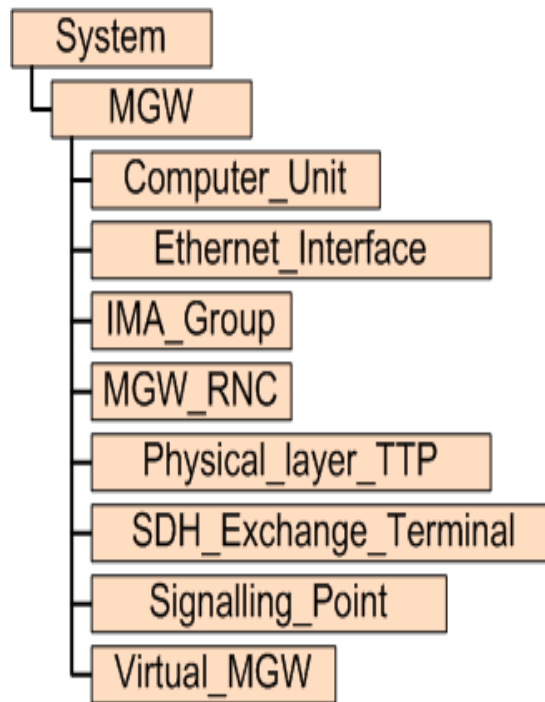 System
MGW
Computer_Unit
Ethernet_Interface
IMA_Group
MGW_RNC
Physical_layer_TTP
SDH_Exchange_Terminal
Signalling_Point
Virtual_MGW